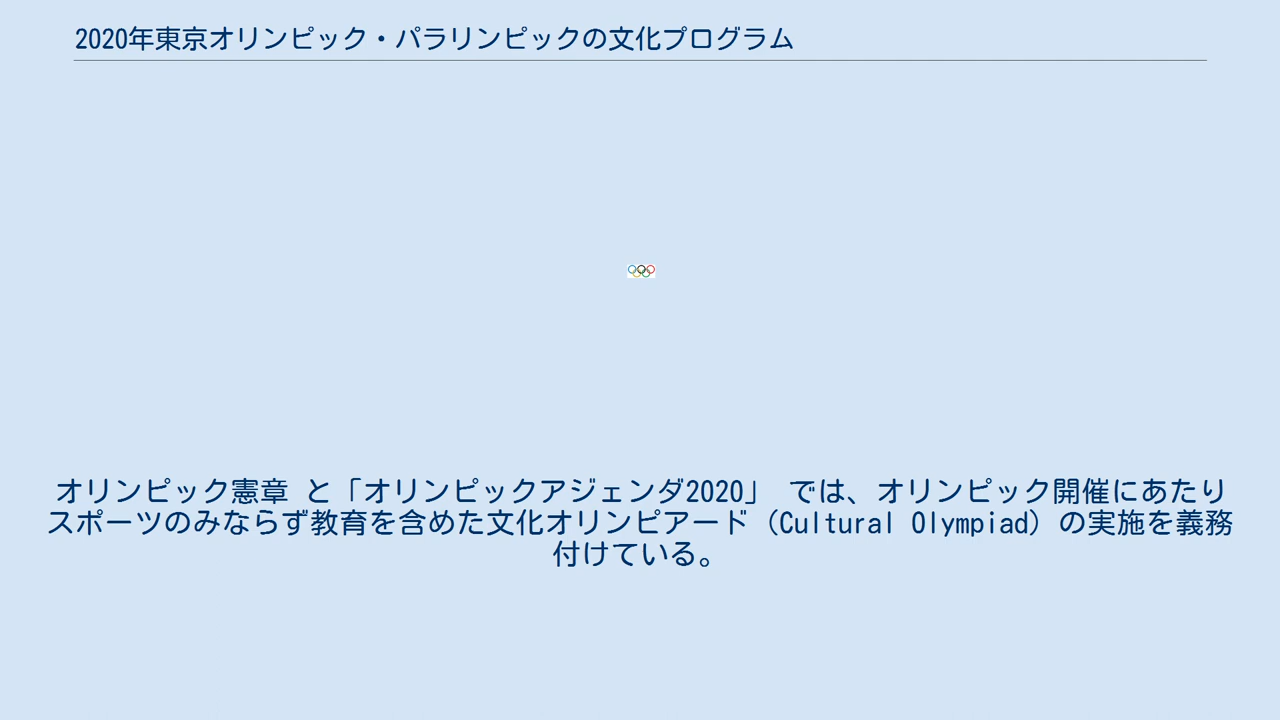 2020年東京オリンピック・パラリンピックの文化プログラム
オリンピック憲章 と「オリンピックアジェンダ2020」 では、オリンピック開催にあたり
スポーツのみならず教育を含めた文化オリンピアード（Cultural Olympiad）の実施を義務
付けている。